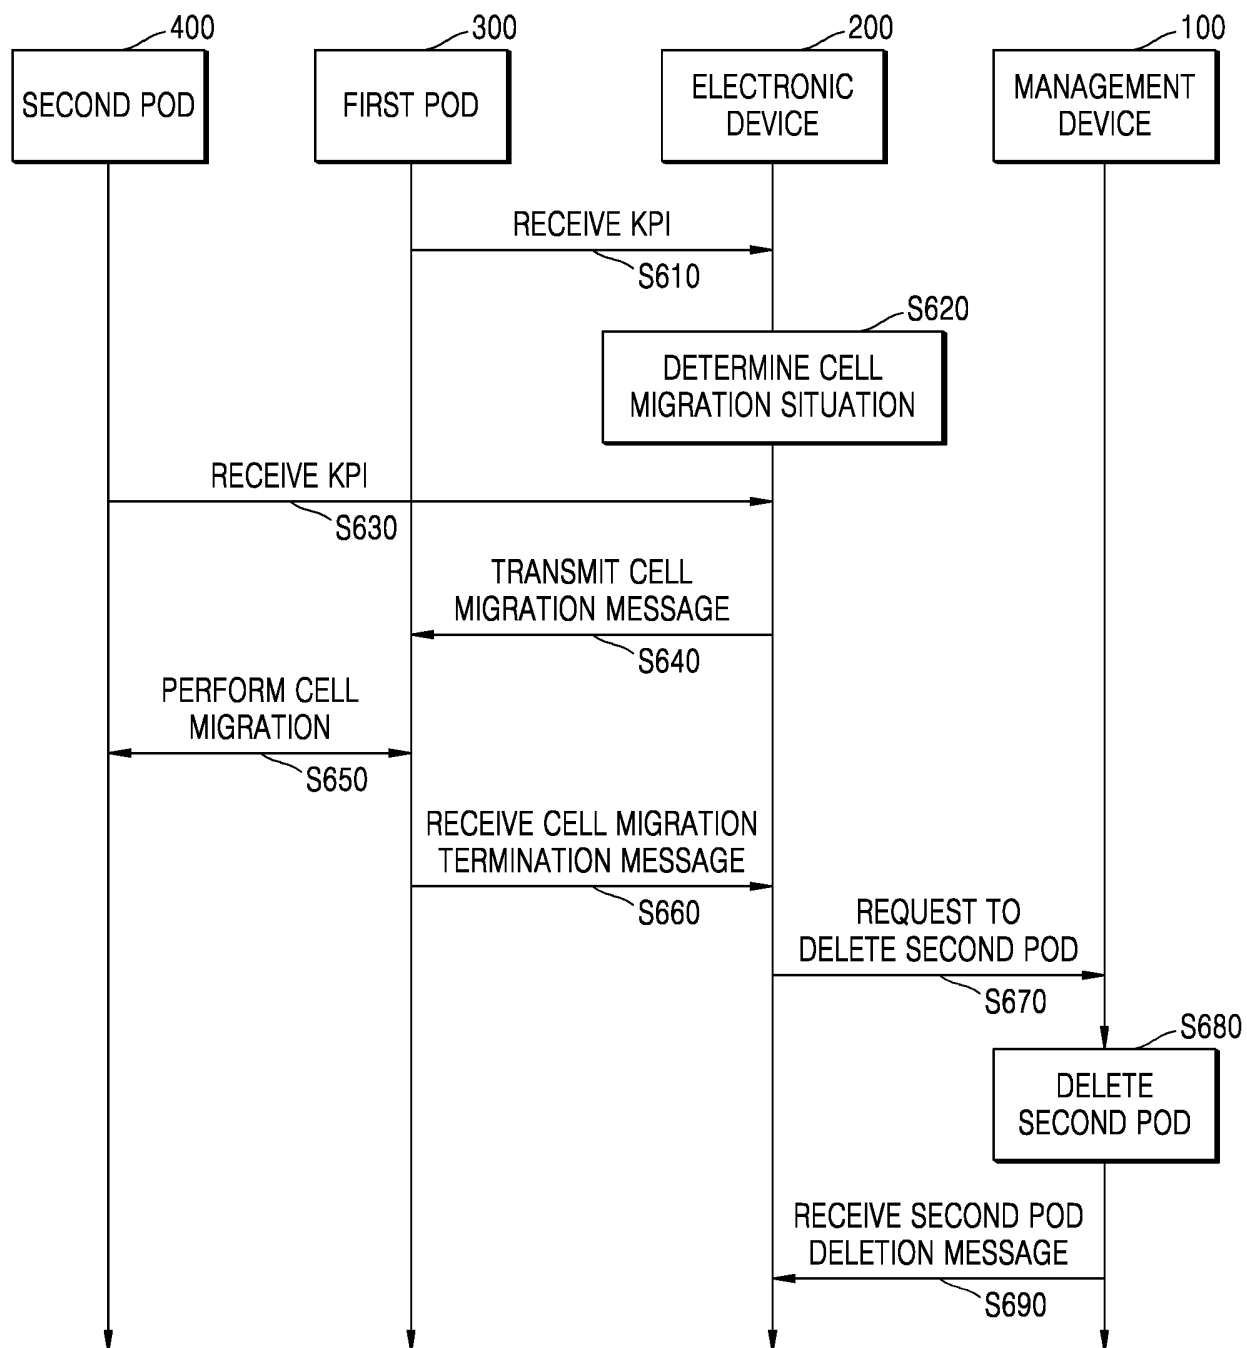 400
300
200
100
SECOND POD
FIRST POD
ELECTRONIC
DEVICE
MANAGEMENT
DEVICE
RECEIVE KPI
S610
S620
DETERMINE CELL
MIGRATION SITUATION
RECEIVE KPI
S630
TRANSMIT CELL
MIGRATION MESSAGE
S640
PERFORM CELL
MIGRATION
S650
RECEIVE CELL MIGRATION
TERMINATION MESSAGE
S660
REQUEST TO
DELETE SECOND POD
S670
S680
DELETE
SECOND POD
RECEIVE SECOND POD
DELETION MESSAGE
S690